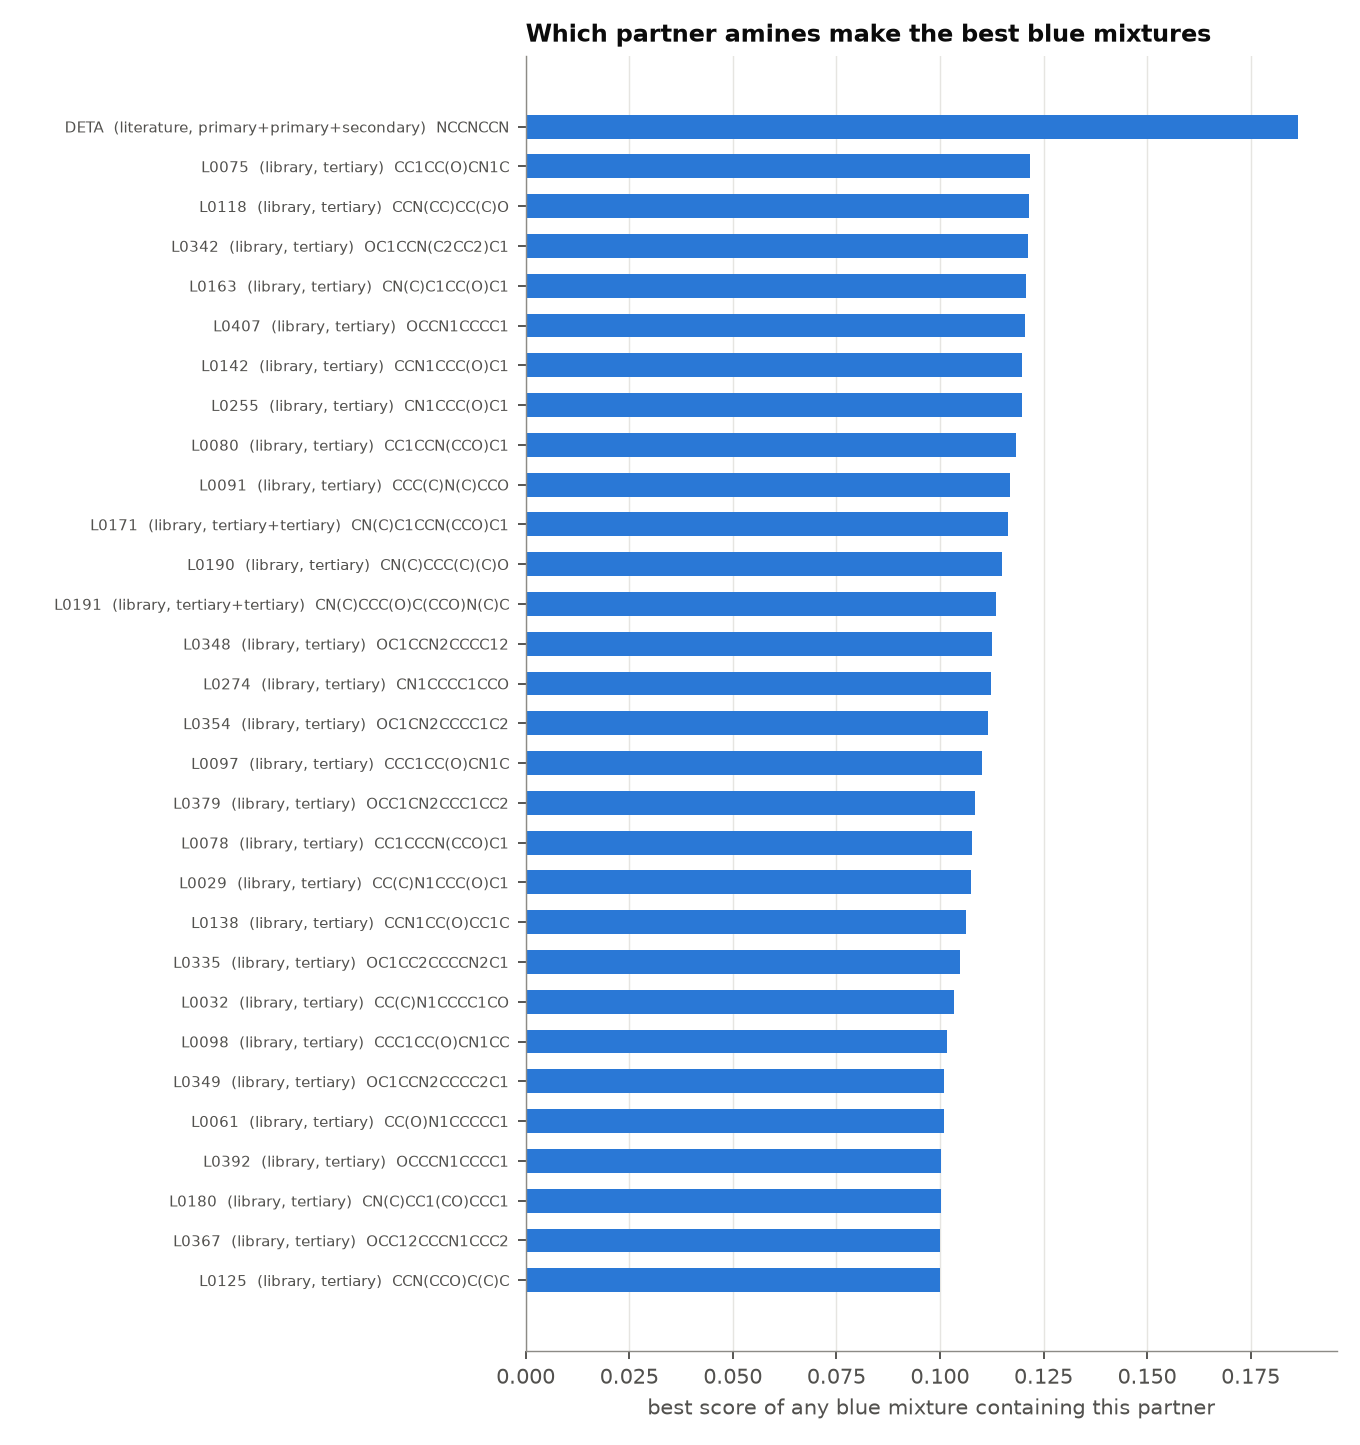 Which partner amines make the best blue mixtures
DETA (literature, primary+primary+secondary) NCCNCCN
L0075 (library, tertiary) CC1CC(O)CN1C
L0118 (library, tertiary) CCN(CC)CC(C)O
L0342 (library, tertiary) OC1CCN(C2CC2)C1
L0163 (library, tertiary) CN(C)C1CC(O)C1
L0407 (library, tertiary) OCCN1CCCC1
L0142 (library, tertiary) CCN1CCC(O)C1
L0255 (library, tertiary) CN1CCC(O)C1
L0080 (library, tertiary) CC1CCN(CCO)C1
L0091 (library, tertiary) CCC(C)N(C)CCO
L0171 (library, tertiary+tertiary) CN(C)C1CCN(CCO)C1
L0190 (library, tertiary) CN(C)CCC(C)(C)O
L0191 (library, tertiary+tertiary) CN(C)CCC(O)C(CCO)N(C)C
L0348 (library, tertiary) OC1CCN2CCCC12
L0274 (library, tertiary) CN1CCCC1CCO
L0354 (library, tertiary) OC1CN2CCCC1C2
L0097 (library, tertiary) CCC1CC(O)CN1C
L0379 (library, tertiary) OCC1CN2CCC1CC2
L0078 (library, tertiary) CC1CCCN(CCO)C1
L0029 (library, tertiary) CC(C)N1CCC(O)C1
L0138 (library, tertiary) CCN1CC(O)CC1C
L0335 (library, tertiary) OC1CC2CCCCN2C1
L0032 (library, tertiary) CC(C)N1CCCC1CO
L0098 (library, tertiary) CCC1CC(O)CN1CC
L0349 (library, tertiary) OC1CCN2CCCC2C1
L0061 (library, tertiary) CC(O)N1CCCCC1
L0392 (library, tertiary) OCCCN1CCCC1
L0180 (library, tertiary) CN(C)CC1(CO)CCC1
L0367 (library, tertiary) OCC12CCCN1CCC2
L0125 (library, tertiary) CCN(CCO)C(C)C
0.000 0.025 0.050 0.075 0.100 0.125 0.150 0.175
best score of any blue mixture containing this partner